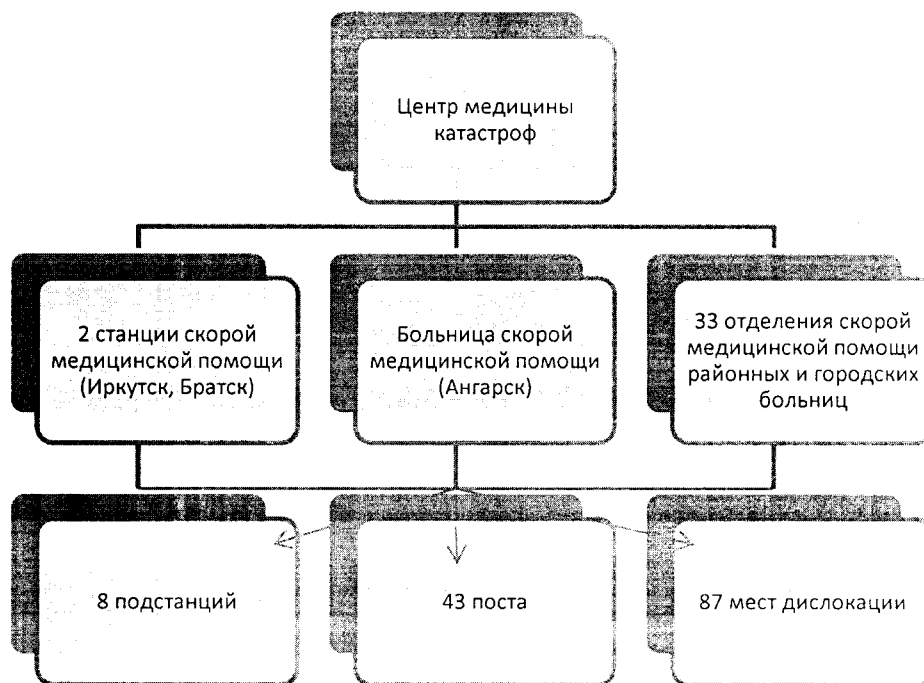 Центр медицины
катастроф
2 станции скорой
медицинской помощи
(Иркутск, Братск)
Больница скорой
медицинской помощи
(Ангарск)
33 отделения скорой
медицинской помощи
районных и городских
больниц
8 подстанций
43 поста
87 мест дислокации